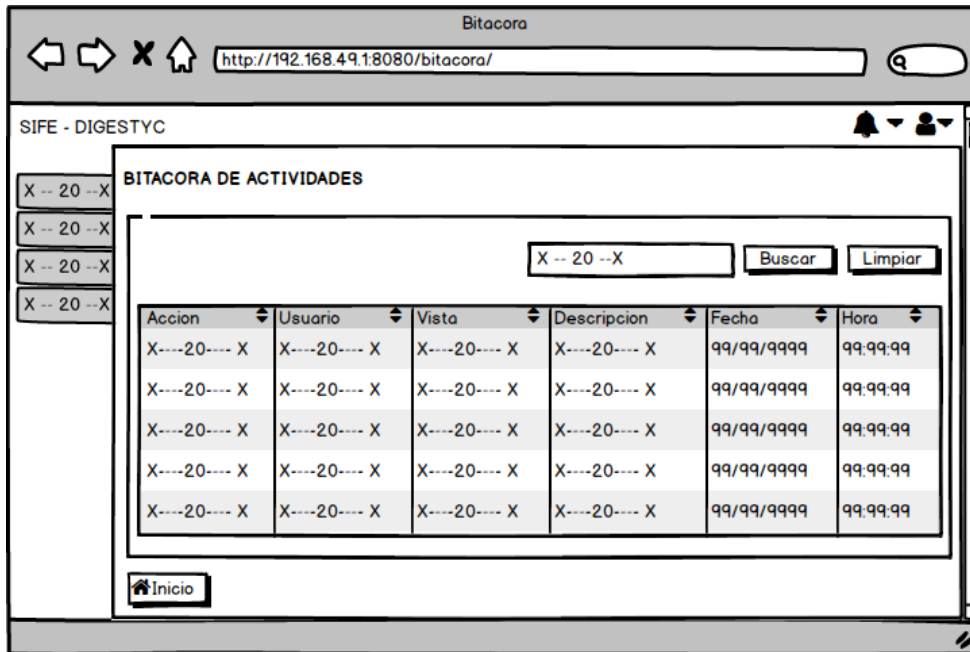 Bitacora
http://192.168.49.1:8080/bitacora/
SIFE - DIGESTYC
BITACORA DE ACTIVIDADES
X -- 20 --X
X -- 20 --X
X -- 20 --X
X -- 20 --X
X -- 20 --X Buscar Limpiar
Accion Usuario Vista Descripcion Fecha Hora
X----20---- X X----20---- X X----20---- X X----20---- X 99/99/9999 99:99:99
X----20---- X X----20---- X X----20---- X X----20---- X 99/99/9999 99:99:99
X----20---- X X----20---- X X----20---- X X----20---- X 99/99/9999 99:99:99
X----20---- X X----20---- X X----20---- X X----20---- X 99/99/9999 99:99:99
X----20---- X X----20---- X X----20---- X X----20---- X 99/99/9999 99:99:99
Inicio